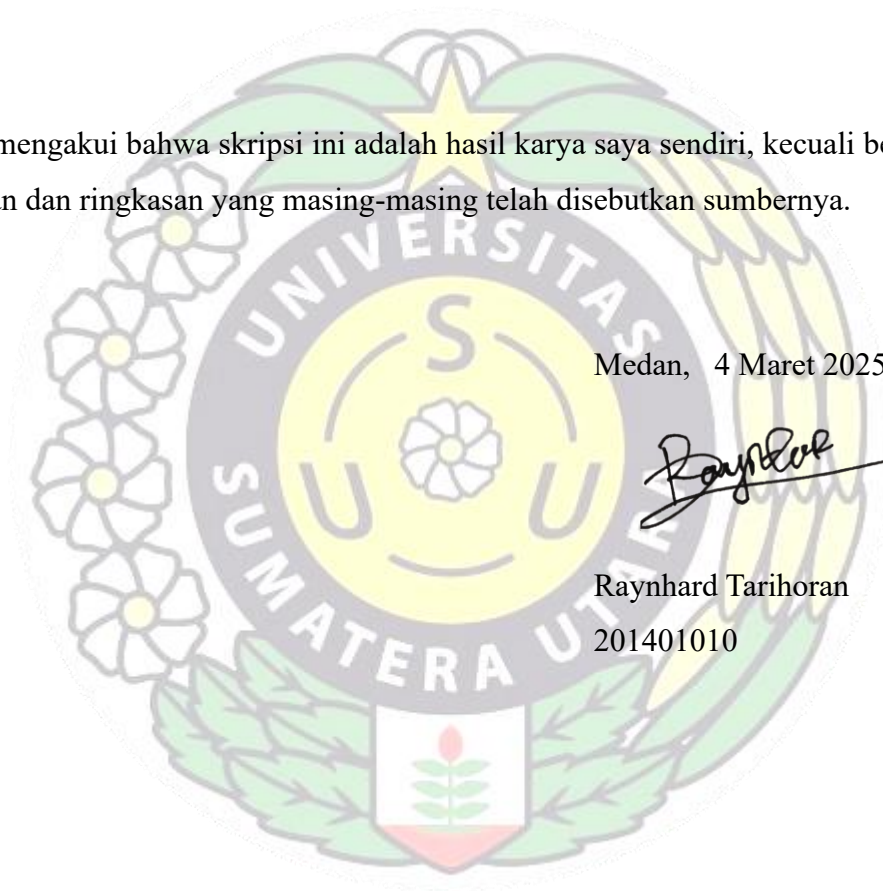 mengakui bahwa skripsi ini adalah hasil karya saya sendiri, kecuali be
n dan ringkasan yang masing-masing telah disebutkan sumbernya.
UNIVERSITAS
S
U U
SUMATERA UTARA
Medan, 4 Maret 2025
Raynhard Tarihoran
201401010